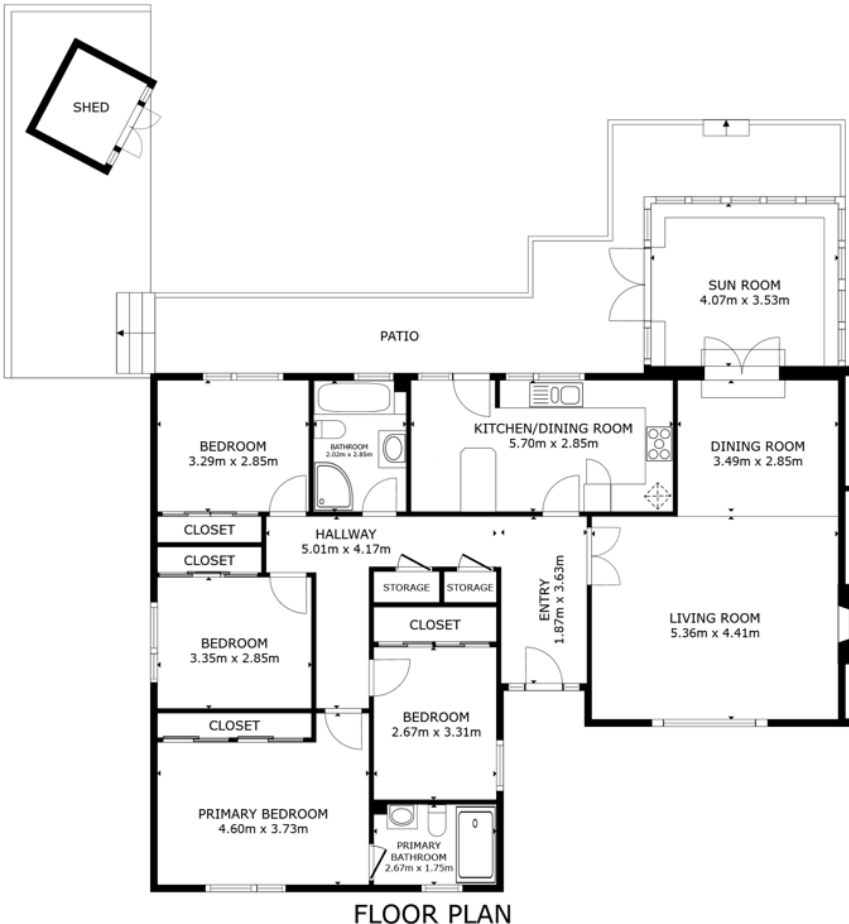 SHED
SUN ROOM
4.07m x 3.53m
PATIO
BEDROOM
3.29m x 2.85m
BATHROOM
2.02m x 2.85m
KITCHEN/DINING ROOM
5.70m x 2.85m
DINING ROOM
3.49m x 2.85m
CLOSET
HALLWAY
5.01m x 4.17m
CLOSET
STORAGE
STORAGE
ENTRY
1.87m x 3.63m
CLOSET
LIVING ROOM
5.36m x 4.41m
BEDROOM
3.35m x 2.85m
CLOSET
BEDROOM
2.67m x 3.31m
PRIMARY BEDROOM
4.60m x 3.73m
PRIMARY
BATHROOM
2.67m x 1.75m
FLOOR PLAN